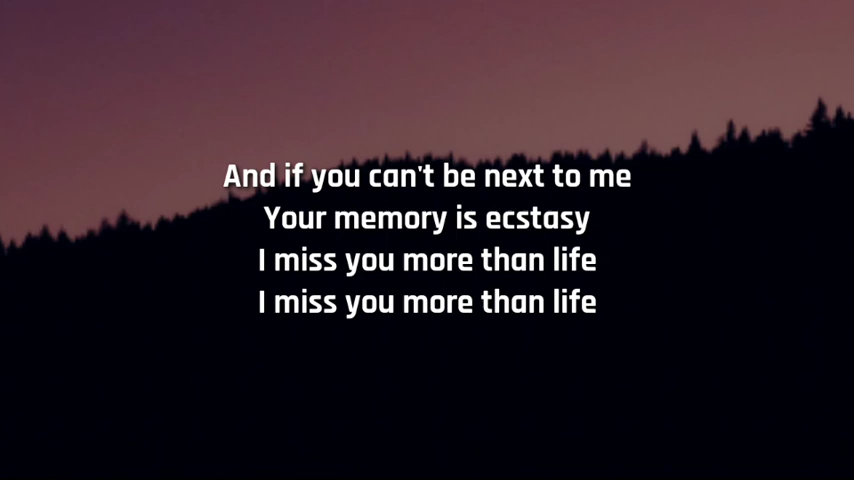 And if you can't be next to me
Your memory is ecstasy
I miss you more than life
I miss you more than life